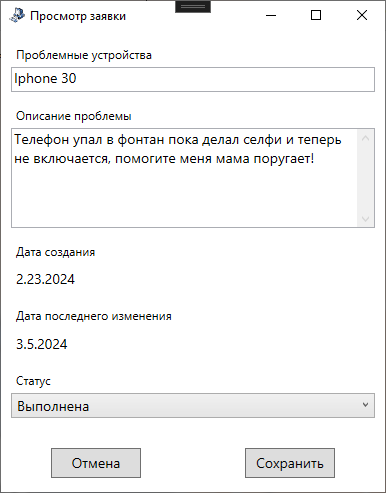 Просмотр заявки
Проблемные устройства
Iphone 30
Описание проблемы
Телефон упал в фонтан пока делал селфи и теперь
не включается, помогите меня мама поругает!
Дата создания
2.23.2024
Дата последнего изменения
3.5.2024
Статус
Выполнена
Отмена
Сохранить